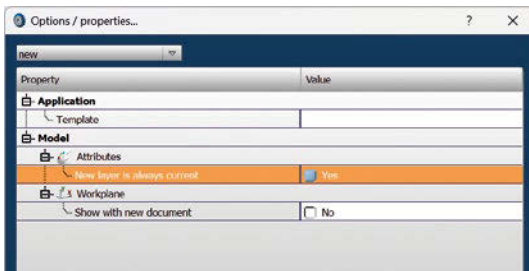 Options / properties...
new
Property Value
Application
Template
Model
Attributes
New layer is always current Yes
Workplane
Show with new document No